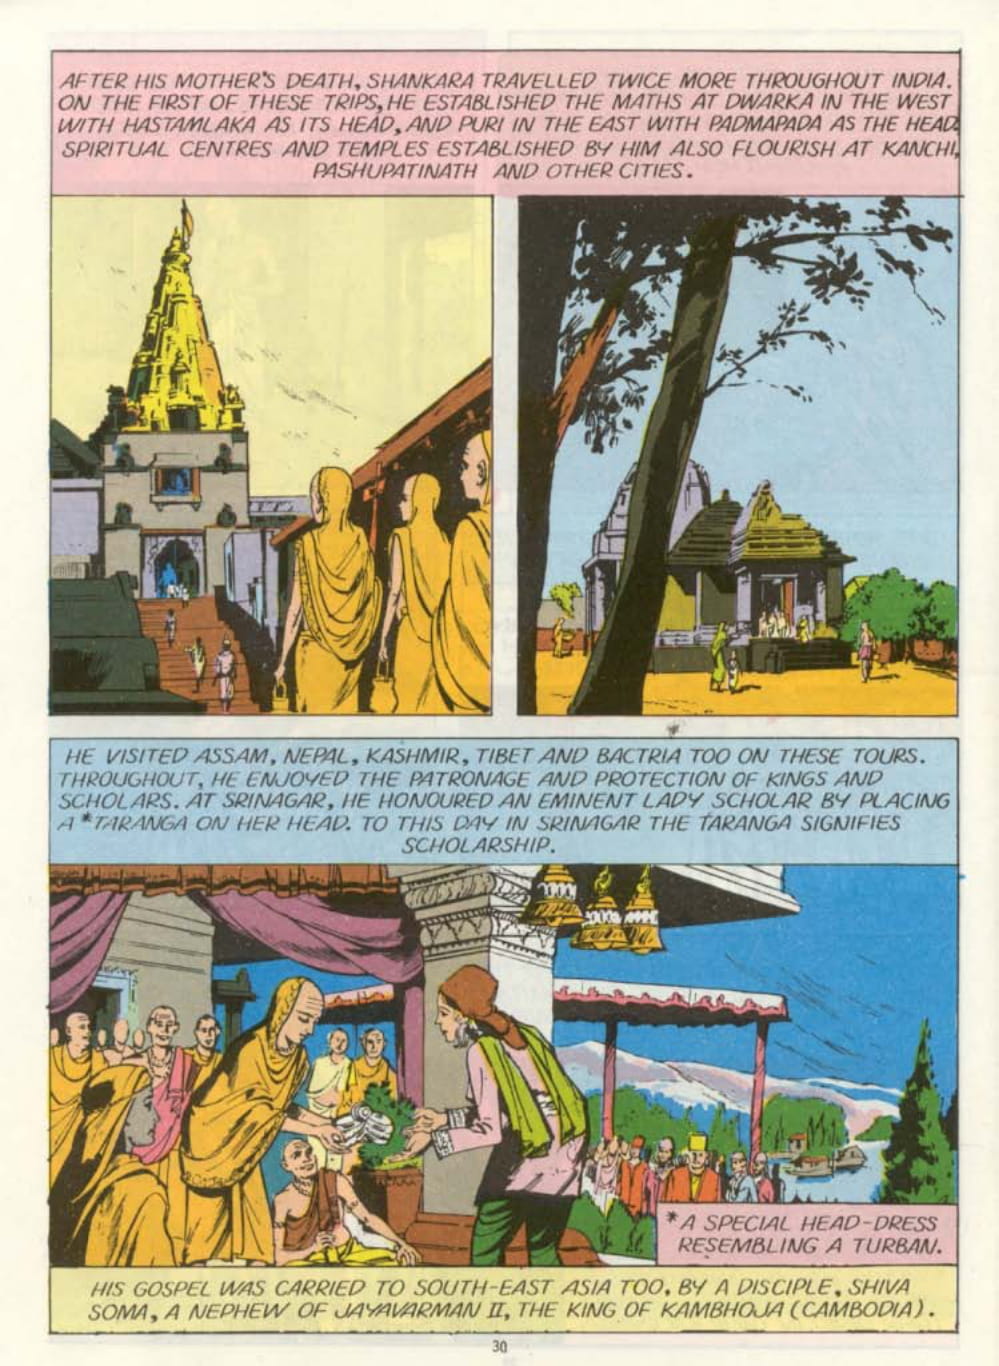 AFTER HIS MOTHER'S DEATH, SHANKARA TRAVELLED TWICE MORE THROUGHOUT INDIA.
ON THE FIRST OF THESE TRIPS, HE ESTABLISHED THE MATHS AT DWARKA IN THE WEST
WITH HASTAMLAKA AS ITS HEAD, AND PURI IN THE EAST WITH PADMAPADA AS THE HEAD.
SPIRITUAL CENTRES AND TEMPLES ESTABLISHED BY HIM ALSO FLOURISH AT KANCHI,
PASHUPATINATH AND OTHER CITIES.
HE VISITED ASSAM, NEPAL, KASHMIR, TIBET AND BACTRIA TOO ON THESE TOURS.
THROUGHOUT, HE ENJOYED THE PATRONAGE AND PROTECTION OF KINGS AND
SCHOLARS. AT SRINAGAR, HE HONOURED AN EMINENT LADY SCHOLAR BY PLACING
A *TARANGA ON HER HEAD. TO THIS DAY IN SRINAGAR THE TARANGA SIGNIFIES
SCHOLARSHIP.
*A SPECIAL HEAD-DRESS
RESEMBLING A TURBAN.
HIS GOSPEL WAS CARRIED TO SOUTH-EAST ASIA TOO, BY A DISCIPLE, SHIVA
SOMA, A NEPHEW OF JAYAVARMAN II, THE KING OF KAMBHOJA (CAMBODIA).
30